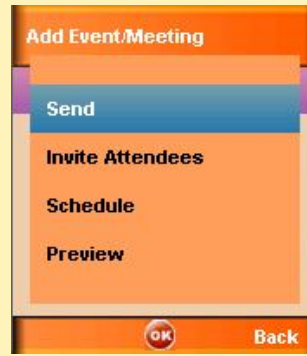 Add Event/Meeting
Send
Invite Attendees
Schedule
Preview
OK
Back